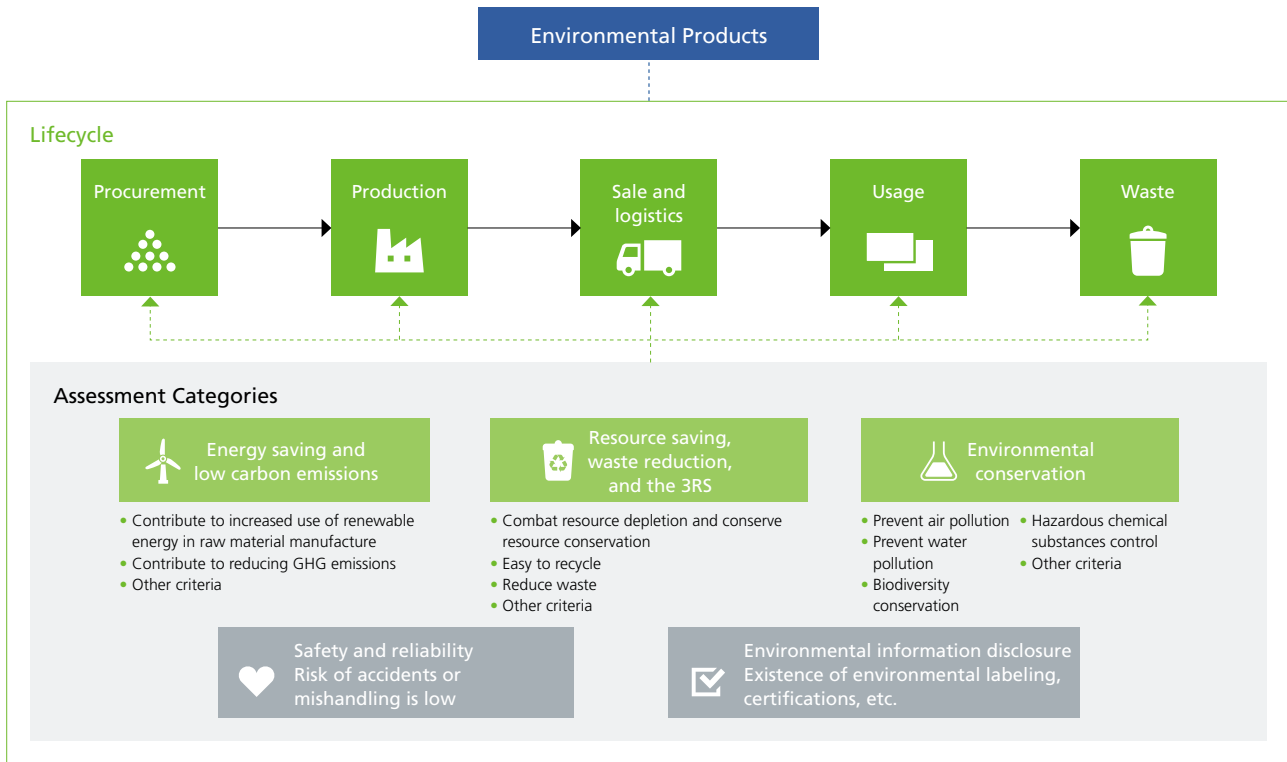 Environmental Products
Lifecycle
Procurement
Production
Sale and
logistics
Usage
Waste
Assessment Categories
Energy saving and
low carbon emissions
• Contribute to increased use of renewable
energy in raw material manufacture
• Contribute to reducing GHG emissions
• Other criteria
Resource saving,
waste reduction,
and the 3RS
• Combat resource depletion and conserve
resource conservation
• Easy to recycle
• Reduce waste
• Other criteria
Environmental
conservation
• Prevent air pollution
• Prevent water
pollution
• Biodiversity
conservation
• Hazardous chemical
substances control
• Other criteria
Safety and reliability
Risk of accidents or
mishandling is low
Environmental information disclosure
Existence of environmental labeling,
certifications, etc.